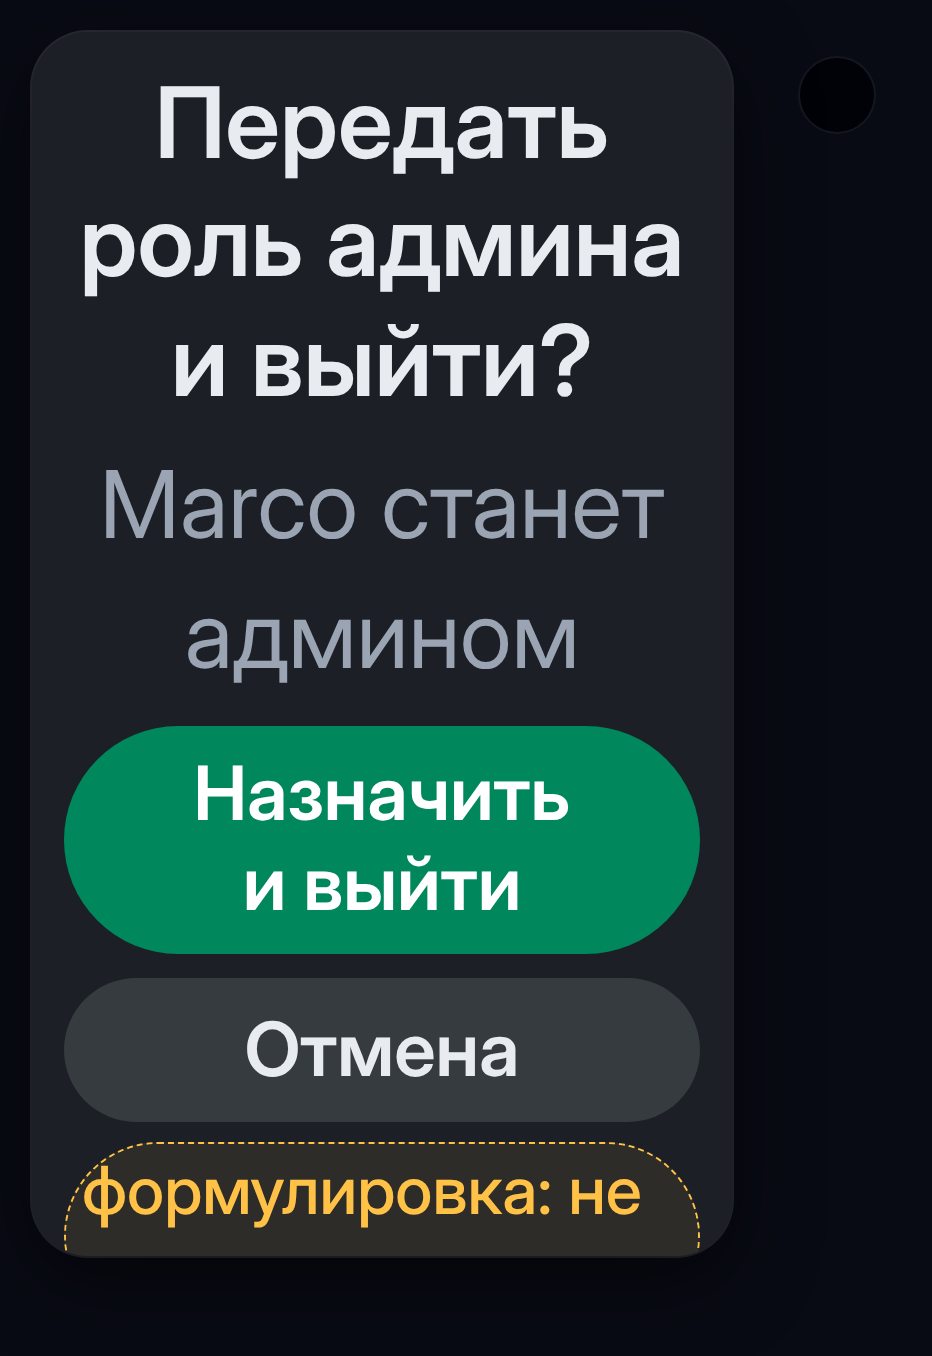 Передать
роль админа
и выйти?
Marco станет
админом
Назначить
и выйти
Отмена
формулировка: не